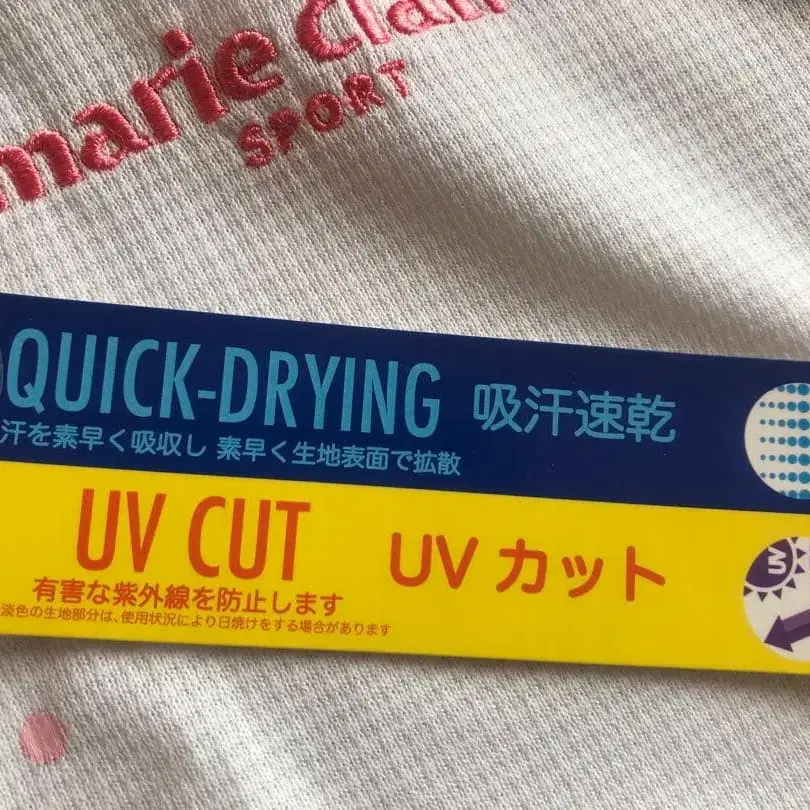 marie Clair
SPORT
QUICK-DRYING 吸汗速乾
汗を素早く吸収し 素早く生地表面で拡散
UV CUT UV カット
UV
有害な紫外線を防止します
淡色の生地部分は、使用状況により日焼けをする場合があります